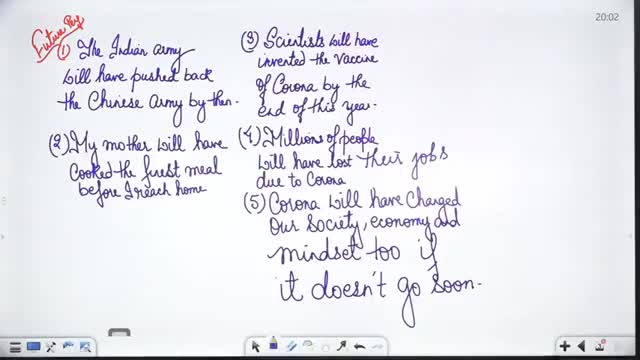 20:02
Future Per
(1) The Indian army
will have pushed back
the Chinese Army by then.
(2) My mother will have
cooked the finest meal
before I reach home
(3) Scientists will have
invented the vaccine
of Corona by the
end of this year.
(4) Millions of people
will have lost their jobs
due to Corona
(5) Corona will have changed
our society, economy and
mindset too if
it doesn't go soon.